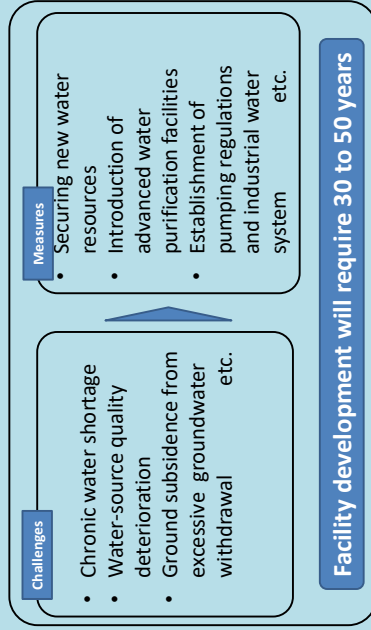 Challenges
• Chronic water shortage
• Water-source quality
deterioration
• Ground subsidence from
excessive groundwater
withdrawal etc.
Measures
• Securing new water
resources
• Introduction of
advanced water
purification facilities
• Establishment of
pumping regulations
and industrial water
system etc.
Facility development will require 30 to 50 years